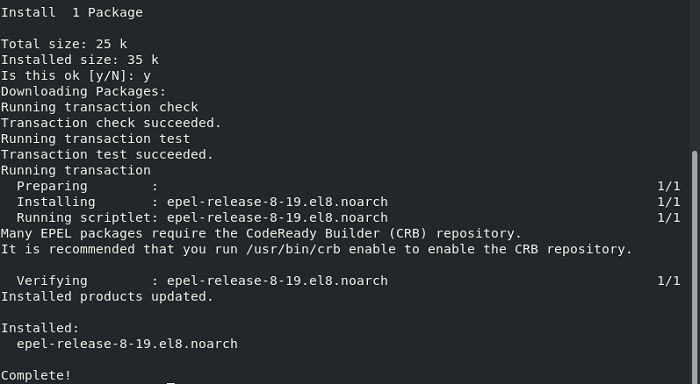 Install  1 Package
Total size: 25 k
Installed size: 35 k
Is this ok [y/N]: y
Downloading Packages:
Running transaction check
Transaction check succeeded.
Running transaction test
Transaction test succeeded.
Running transaction
  Preparing        :                                                               1/1
  Installing       : epel-release-8-19.el8.noarch                                  1/1
  Running scriptlet: epel-release-8-19.el8.noarch                                  1/1
Many EPEL packages require the CodeReady Builder (CRB) repository.
It is recommended that you run /usr/bin/crb enable to enable the CRB repository.
  Verifying        : epel-release-8-19.el8.noarch                                  1/1
Installed products updated.
Installed:
  epel-release-8-19.el8.noarch
Complete!